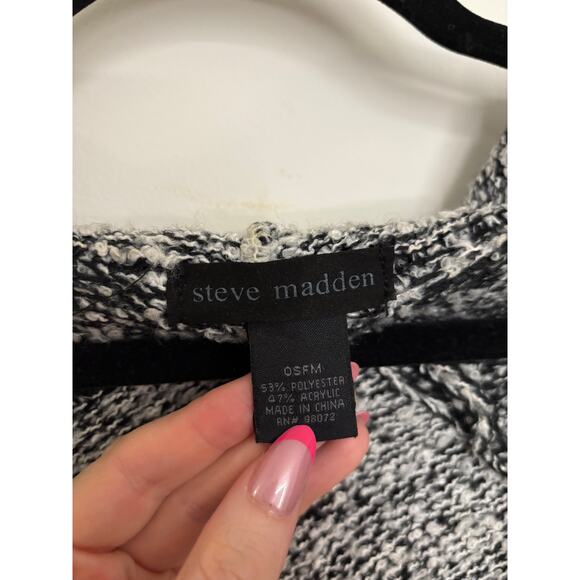 steve madden
OSFM
53% POLYESTER
47% ACRYLIC
MADE IN CHINA
RN# 98072